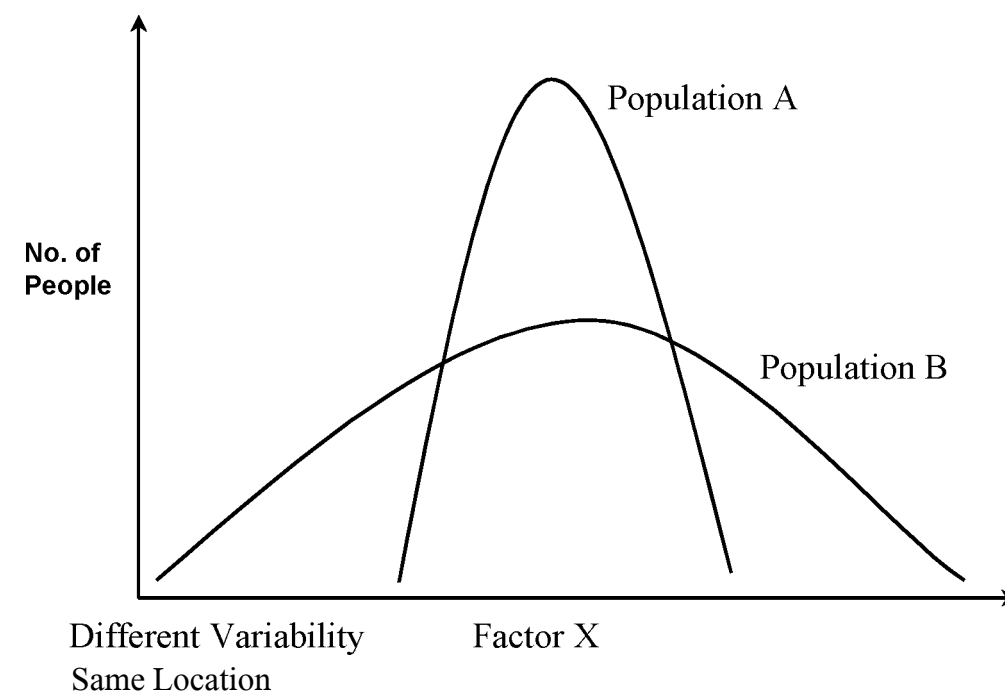 Population A
No. of
People
Population B
Different Variability
Factor X
Same Location